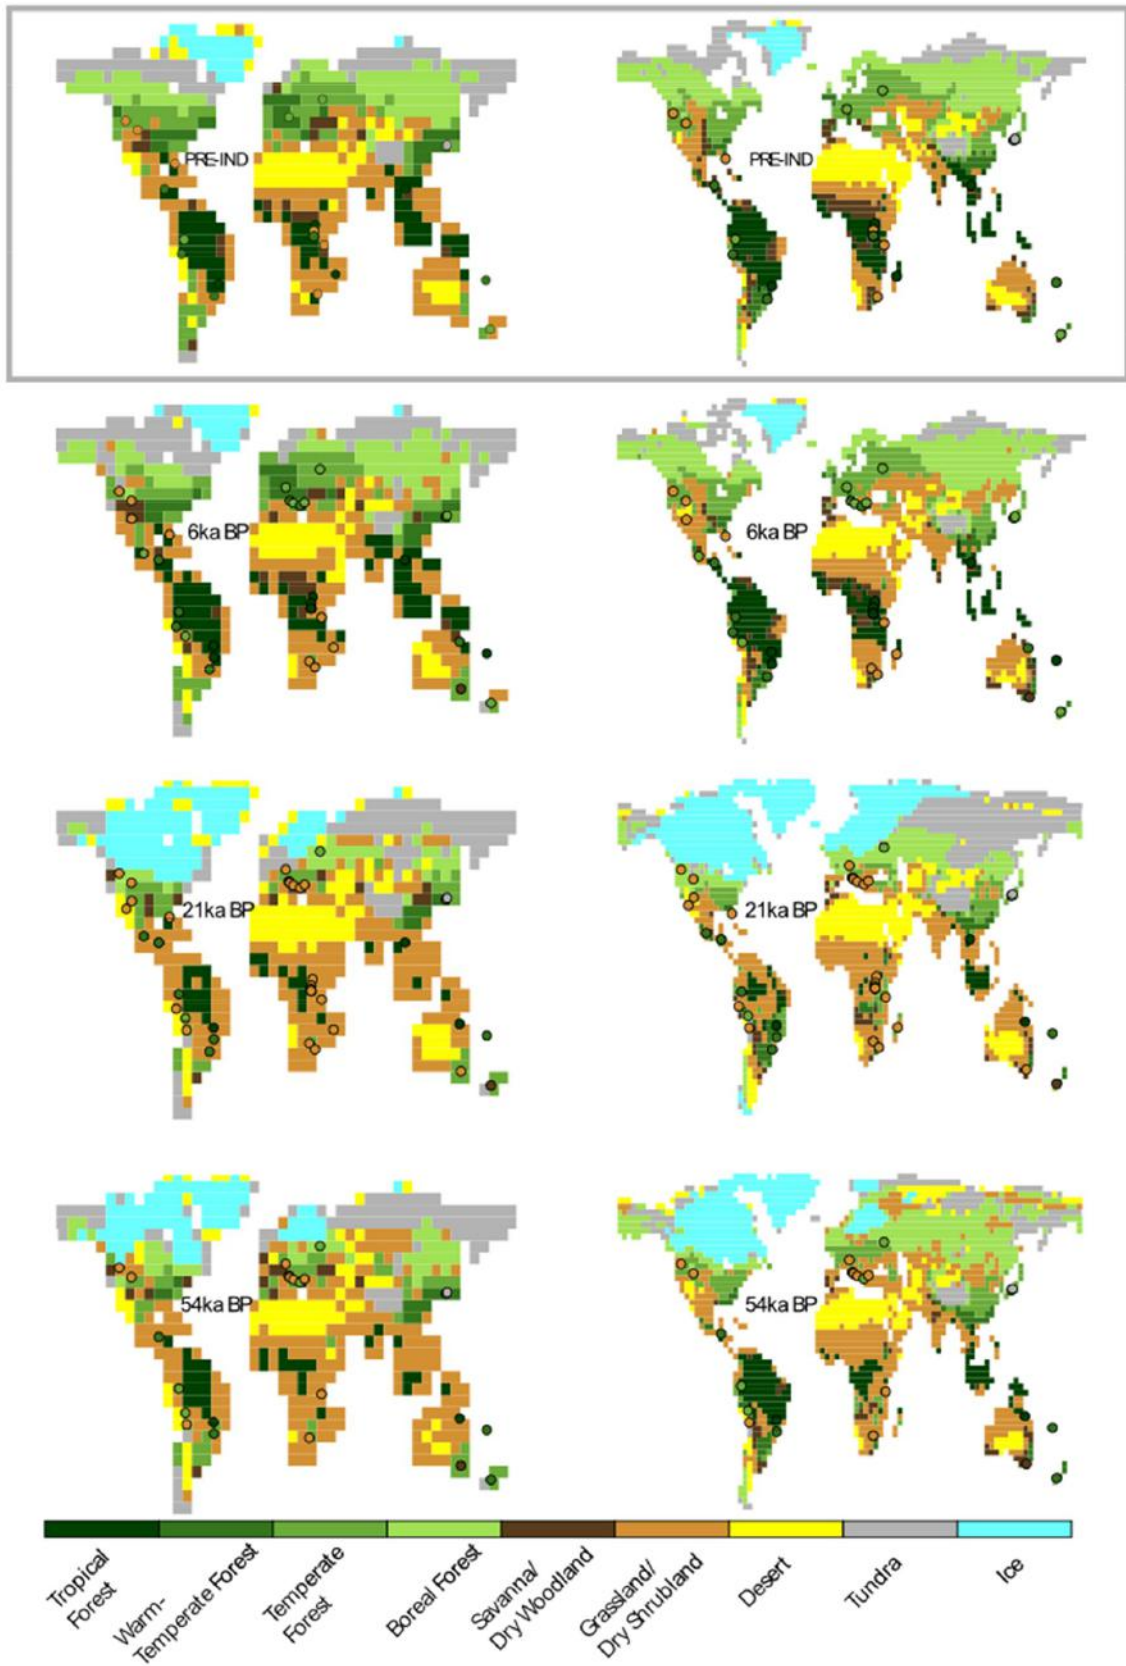 PRE-IND
PRE-IND
6ka BP
6ka BP
21ka BP
21ka BP
54ka BP
54ka BP
Tropical
Forest
Warm-
Temperate Forest
Temperate
Forest
Boreal Forest
Savanna/
Dry Woodland
Grassland/
Dry Shrubland
Desert
Tundra
Ice